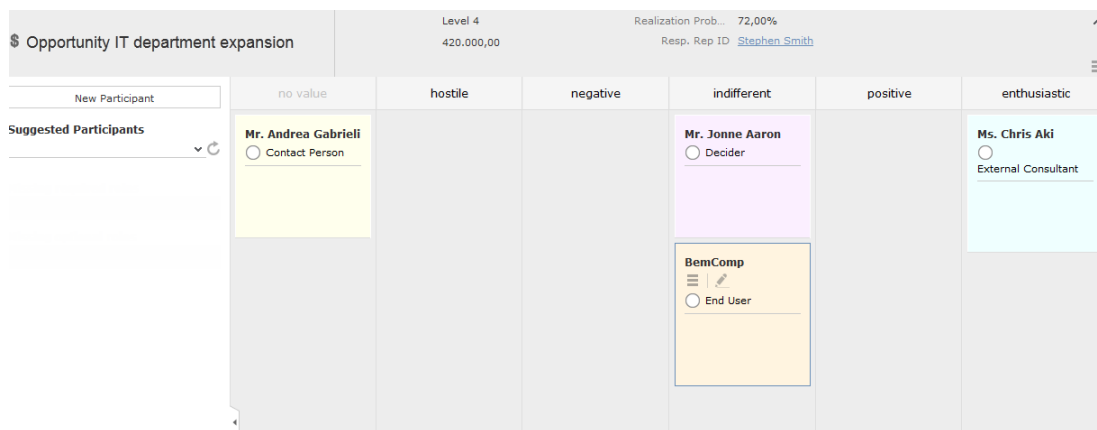 Level 4
Realization Prob... 72,00%
$ Opportunity IT department expansion
420.000,00
Resp. Rep ID Stephen Smith
New Participant
no value
hostile
negative
indifferent
positive
enthusiastic
Suggested Participants
Mr. Andrea Gabrieli
Contact Person
Mr. Jonne Aaron
Decider
Ms. Chris Aki
External Consultant
BemComp
End User